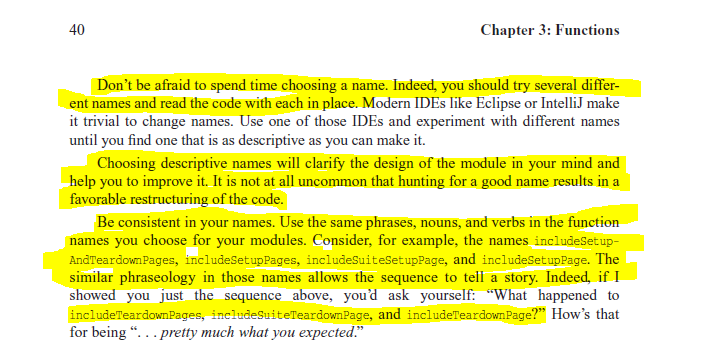 40 Chapter 3: Functions
Don't be afraid to spend time choosing a name. Indeed, you should try several differ-
ent names and read the code with each in place. Modern IDEs like Eclipse or IntelliJ make
it trivial to change names. Use one of those IDEs and experiment with different names
until you find one that is as descriptive as you can make it.
Choosing descriptive names will clarify the design of the module in your mind and
help you to improve it. It is not at all uncommon that hunting for a good name results in a
favorable restructuring of the code.
Be consistent in your names. Use the same phrases, nouns, and verbs in the function
names you choose for your modules. Consider, for example, the names includeSetup-
AndTeardownPages, includeSetupPages, includeSuiteSetupPage, and includeSetupPage. The
similar phraseology in those names allows the sequence to tell a story. Indeed, if I
showed you just the sequence above, you'd ask yourself: “What happened to
includeTeardownPages, includeSuiteTeardownPage, and includeTeardownPage?” How's that
for being “. . . pretty much what you expected.”